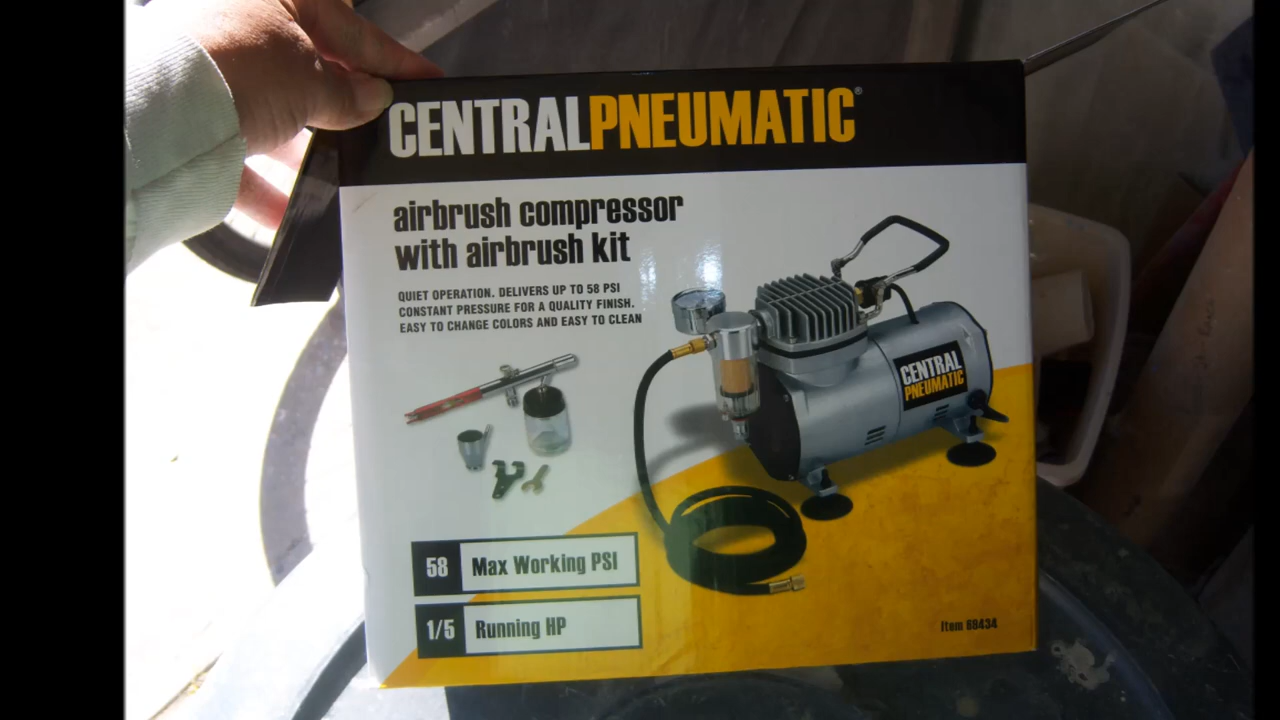 CENTRALPNEUMATIC®
airbrush compressor
with airbrush kit
QUIET OPERATION. DELIVERS UP TO 58 PSI
CONSTANT PRESSURE FOR A QUALITY FINISH.
EASY TO CHANGE COLORS AND EASY TO CLEAN
CENTRAL
PNEUMATIC
58 Max Working PSI
1/5 Running HP
Item 68434